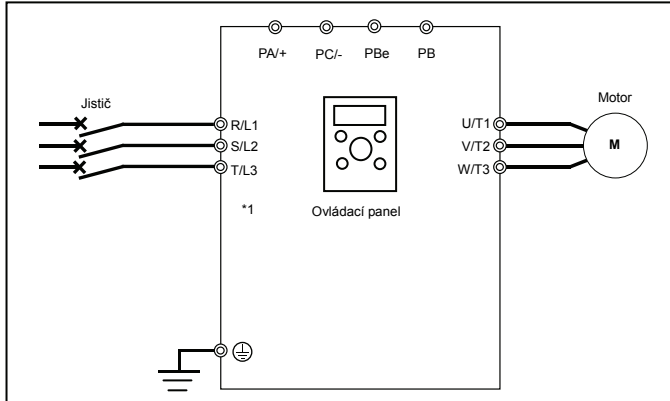 PA/+ PC/- PBe PB
Jistič
Motor
R/L1 U/T1
S/L2 V/T2 M
T/L3 W/T3
*1 Ovládací panel